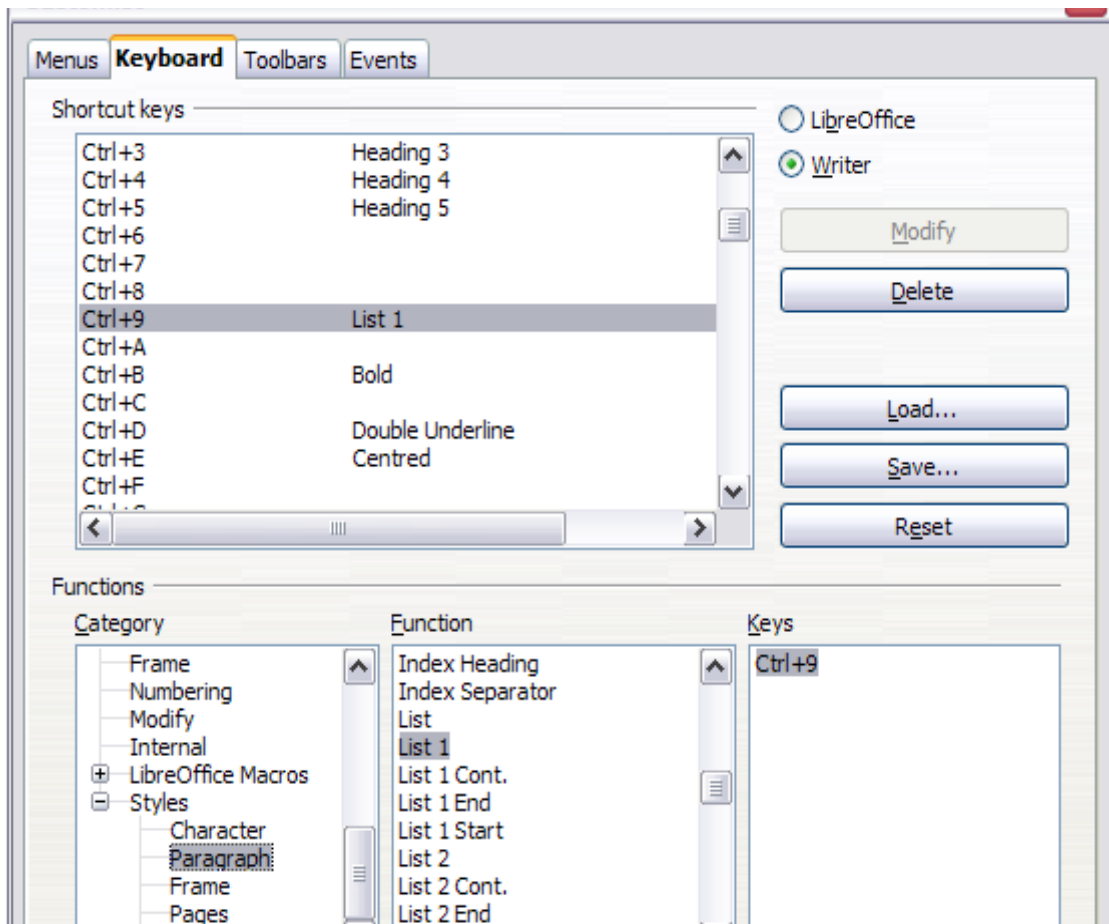 Menus Keyboard Toolbars Events
Shortcut keys
LibreOffice
Writer
Ctrl+3 Heading 3
Ctrl+4 Heading 4
Ctrl+5 Heading 5
Ctrl+6
Ctrl+7
Ctrl+8
Ctrl+9 List 1
Ctrl+A
Ctrl+B Bold
Ctrl+C
Ctrl+D Double Underline
Ctrl+E Centred
Ctrl+F
Modify
Delete
Load...
Save...
Reset
Functions
Category
Frame
Numbering
Modify
Internal
LibreOffice Macros
Styles
Character
Paragraph
Frame
Pages
Function
Index Heading
Index Separator
List
List 1
List 1 Cont.
List 1 End
List 1 Start
List 2
List 2 Cont.
List 2 End
Keys
Ctrl+9